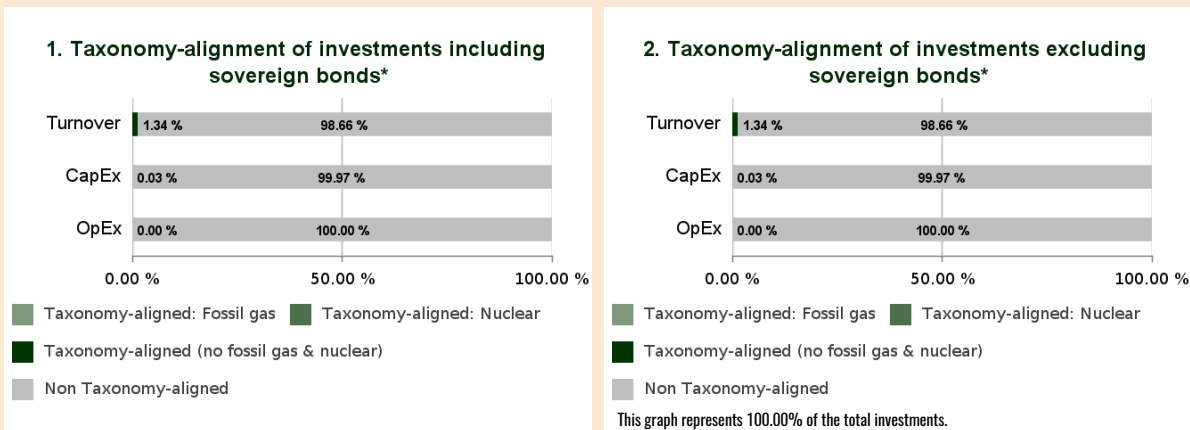 1. Taxonomy-alignment of investments including
sovereign bonds*
Turnover 1.34 % 98.66 %
CapEx 0.03 % 99.97 %
OpEx 0.00 % 100.00 %
0.00 % 50.00 % 100.00 %
Taxonomy-aligned: Fossil gas Taxonomy-aligned: Nuclear
Taxonomy-aligned (no fossil gas & nuclear)
Non Taxonomy-aligned
2. Taxonomy-alignment of investments excluding
sovereign bonds*
Turnover 1.34 % 98.66 %
CapEx 0.03 % 99.97 %
OpEx 0.00 % 100.00 %
0.00 % 50.00 % 100.00 %
Taxonomy-aligned: Fossil gas Taxonomy-aligned: Nuclear
Taxonomy-aligned (no fossil gas & nuclear)
Non Taxonomy-aligned
This graph represents 100.00% of the total investments.